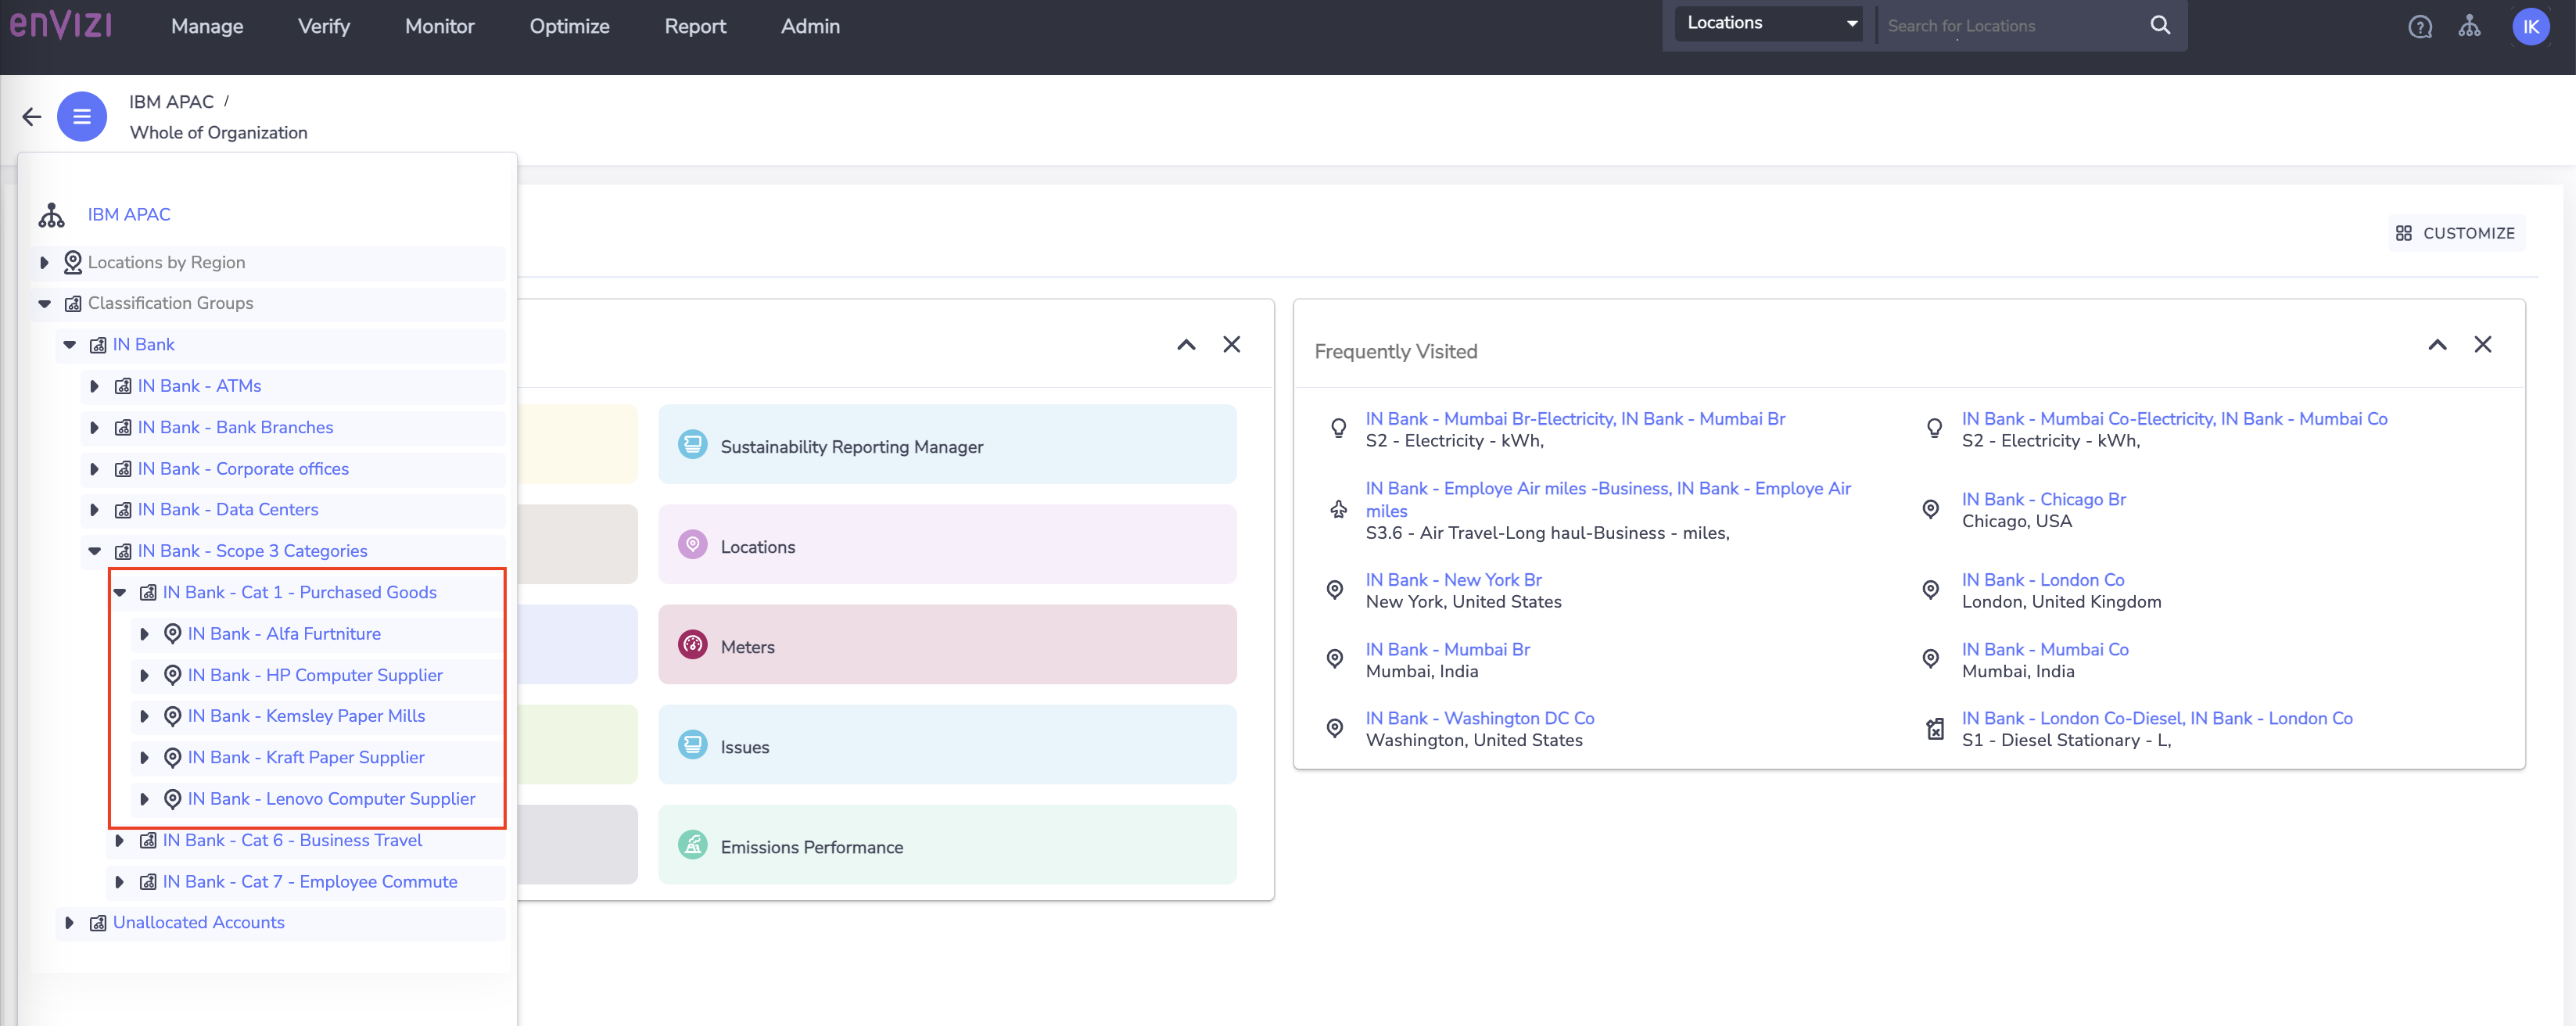 enVIZI
Manage
Verify
Monitor
Optimize
Report
Admin
Locations
Search for Locations
IK
IBM APAC /
Whole of Organization
IBM APAC
Locations by Region
Classification Groups
IN Bank
IN Bank - ATMs
IN Bank - Bank Branches
IN Bank - Corporate offices
IN Bank - Data Centers
IN Bank - Scope 3 Categories
IN Bank - Cat 1 - Purchased Goods
IN Bank - Alfa Furtniture
IN Bank - HP Computer Supplier
IN Bank - Kemsley Paper Mills
IN Bank - Kraft Paper Supplier
IN Bank - Lenovo Computer Supplier
IN Bank - Cat 6 - Business Travel
IN Bank - Cat 7 - Employee Commute
Unallocated Accounts
CUSTOMIZE
Sustainability Reporting Manager
Locations
Meters
Issues
Emissions Performance
Frequently Visited
IN Bank - Mumbai Br-Electricity, IN Bank - Mumbai Br
S2 - Electricity - kWh,
IN Bank - Mumbai Co-Electricity, IN Bank - Mumbai Co
S2 - Electricity - kWh,
IN Bank - Employe Air miles -Business, IN Bank - Employe Air
miles
S3.6 - Air Travel-Long haul-Business - miles,
IN Bank - Chicago Br
Chicago, USA
IN Bank - New York Br
New York, United States
IN Bank - London Co
London, United Kingdom
IN Bank - Mumbai Br
Mumbai, India
IN Bank - Mumbai Co
Mumbai, India
IN Bank - Washington DC Co
Washington, United States
IN Bank - London Co-Diesel, IN Bank - London Co
S1 - Diesel Stationary - L,